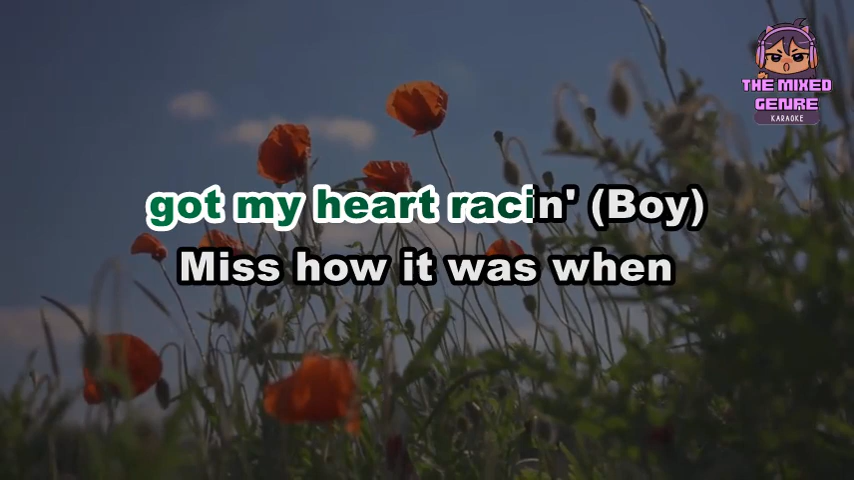 THE MIXED
GENRE
KARAOKE
got my heart racin' (Boy)
Miss how it was when